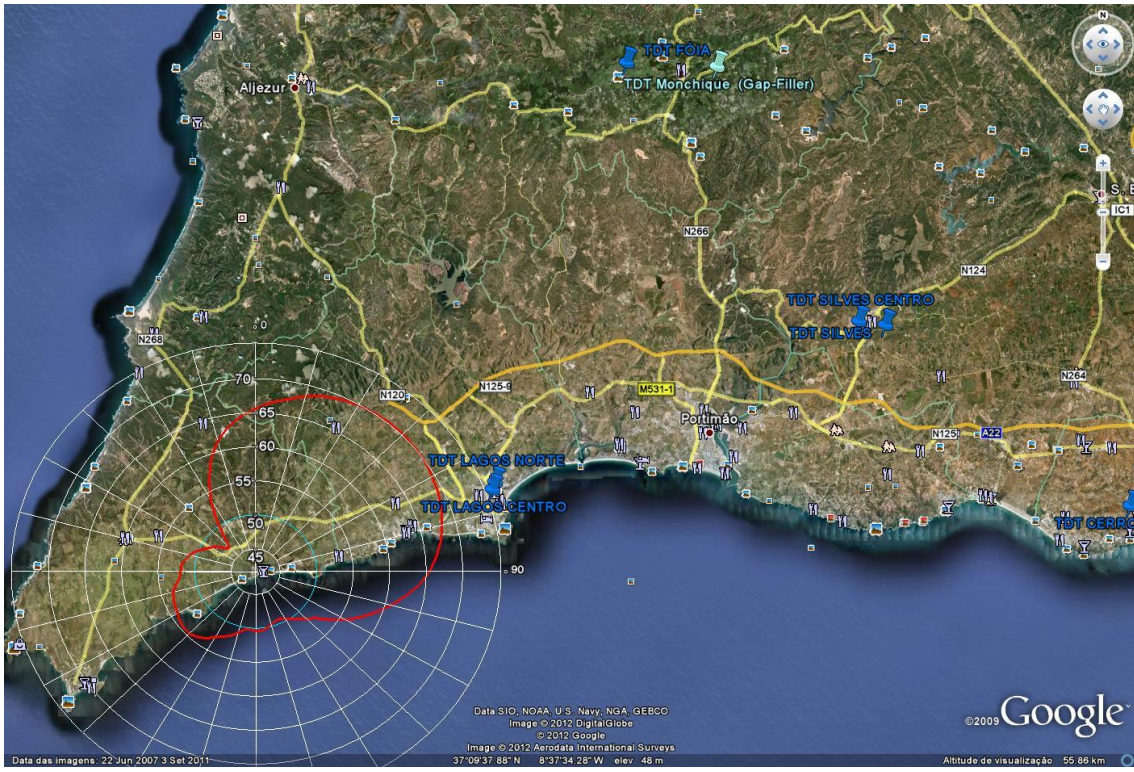 N
TDT FÓIA
TDT Monchique (Gap-Filler)
Aljezur
S. B
IC1
N266
N124
TDT SILVES CENTRO
TDT SILVES
0
N268
70
N125-8
M531-1
N264
N120
65
Portimão
60
N125
A22
TDT LAGOS NORTE
55
TDT LAGOS CENTRO
50
TDT CERRO
45
90
Data SIO, NOAA, U.S. Navy, NGA, GEBCO
Image © 2012 DigitalGlobe
© 2012 Google
Image © 2012 Aerodata International Surveys
©2009 Google™
Data das imagens: 22 Jun 2007 3 Set 2011
37°09'37.88" N 8°37'34.28" W elev 48 m
Altitude de visualização 55.86 km